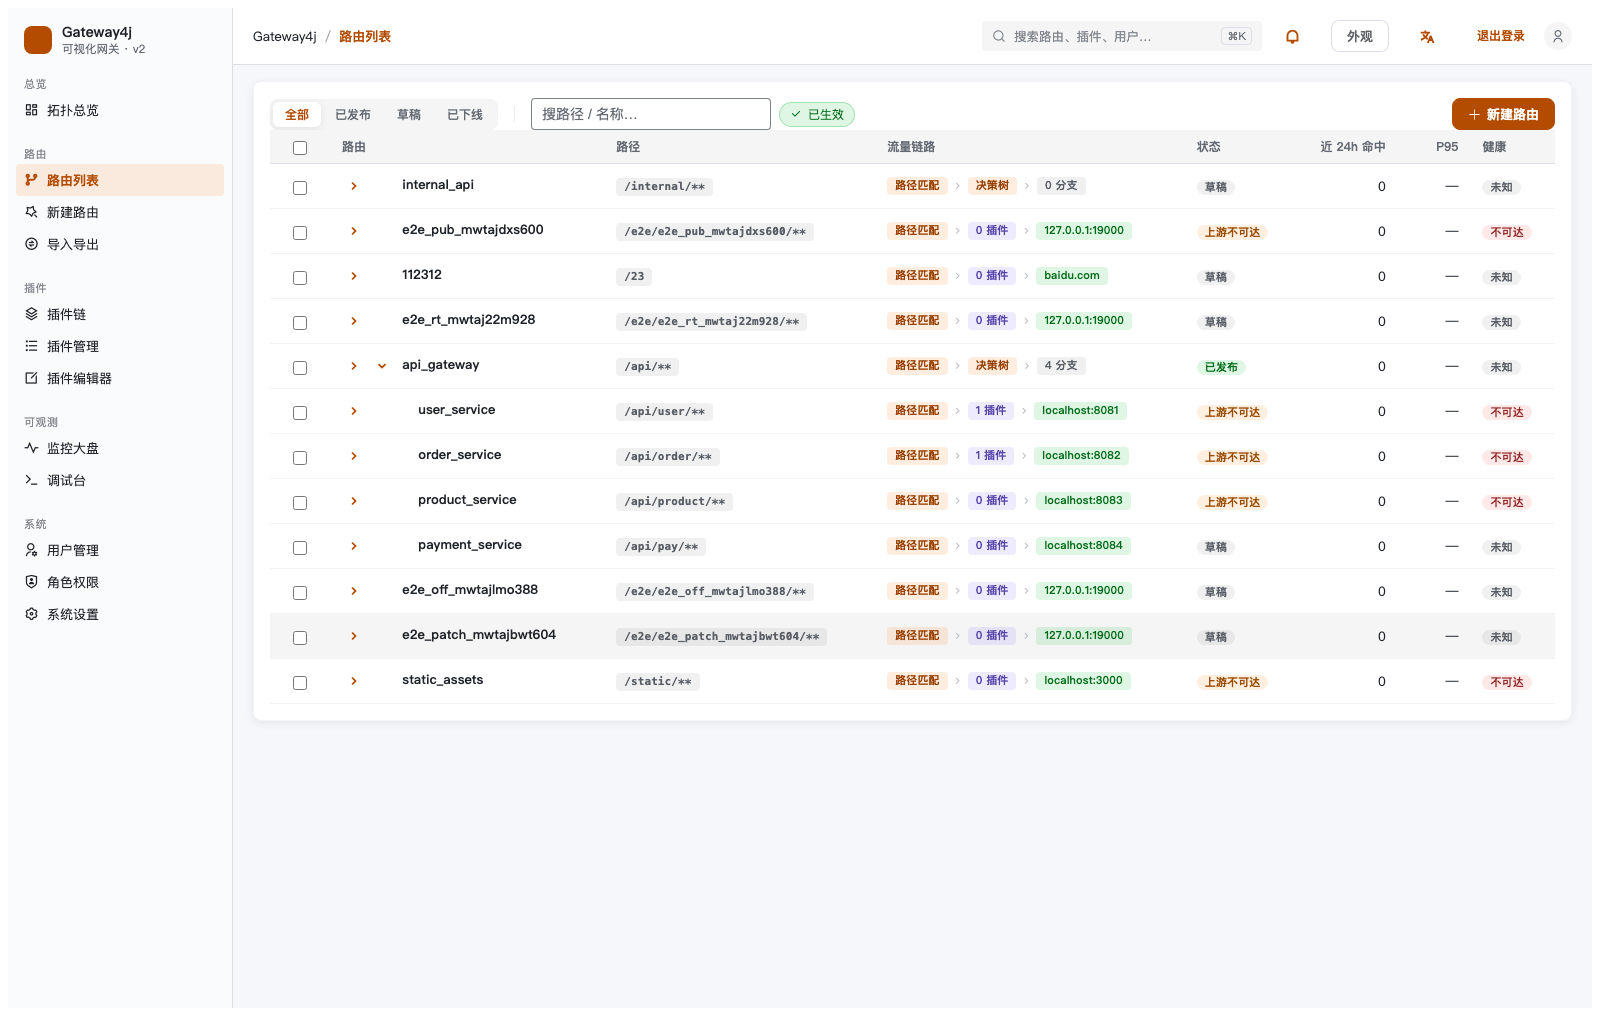 Gateway4j
可视化网关 · v2
总览
拓扑总览
路由
路由列表
新建路由
导入导出
插件
插件链
插件管理
插件编辑器
可观测
监控大盘
调试台
系统
用户管理
角色权限
系统设置
Gateway4j / 路由列表
搜索路由、插件、用户… ⌘K 外观 退出登录
全部 已发布 草稿 已下线 搜路径 / 名称… 已生效 新建路由
路由 路径 流量链路 状态 近 24h 命中 P95 健康
internal_api /internal/** 路径匹配 › 决策树 › 0 分支 草稿 0 — 未知
e2e_pub_mwtajdxs600 /e2e/e2e_pub_mwtajdxs600/** 路径匹配 › 0 插件 › 127.0.0.1:19000 上游不可达 0 — 不可达
112312 /23 路径匹配 › 0 插件 › baidu.com 草稿 0 — 未知
e2e_rt_mwtaj22m928 /e2e/e2e_rt_mwtaj22m928/** 路径匹配 › 0 插件 › 127.0.0.1:19000 草稿 0 — 未知
api_gateway /api/** 路径匹配 › 决策树 › 4 分支 已发布 0 — 未知
user_service /api/user/** 路径匹配 › 1 插件 › localhost:8081 上游不可达 0 — 不可达
order_service /api/order/** 路径匹配 › 1 插件 › localhost:8082 上游不可达 0 — 不可达
product_service /api/product/** 路径匹配 › 0 插件 › localhost:8083 上游不可达 0 — 不可达
payment_service /api/pay/** 路径匹配 › 0 插件 › localhost:8084 草稿 0 — 未知
e2e_off_mwtajlmo388 /e2e/e2e_off_mwtajlmo388/** 路径匹配 › 0 插件 › 127.0.0.1:19000 草稿 0 — 未知
e2e_patch_mwtajbwt604 /e2e/e2e_patch_mwtajbwt604/** 路径匹配 › 0 插件 › 127.0.0.1:19000 草稿 0 — 未知
static_assets /static/** 路径匹配 › 0 插件 › localhost:3000 上游不可达 0 — 不可达